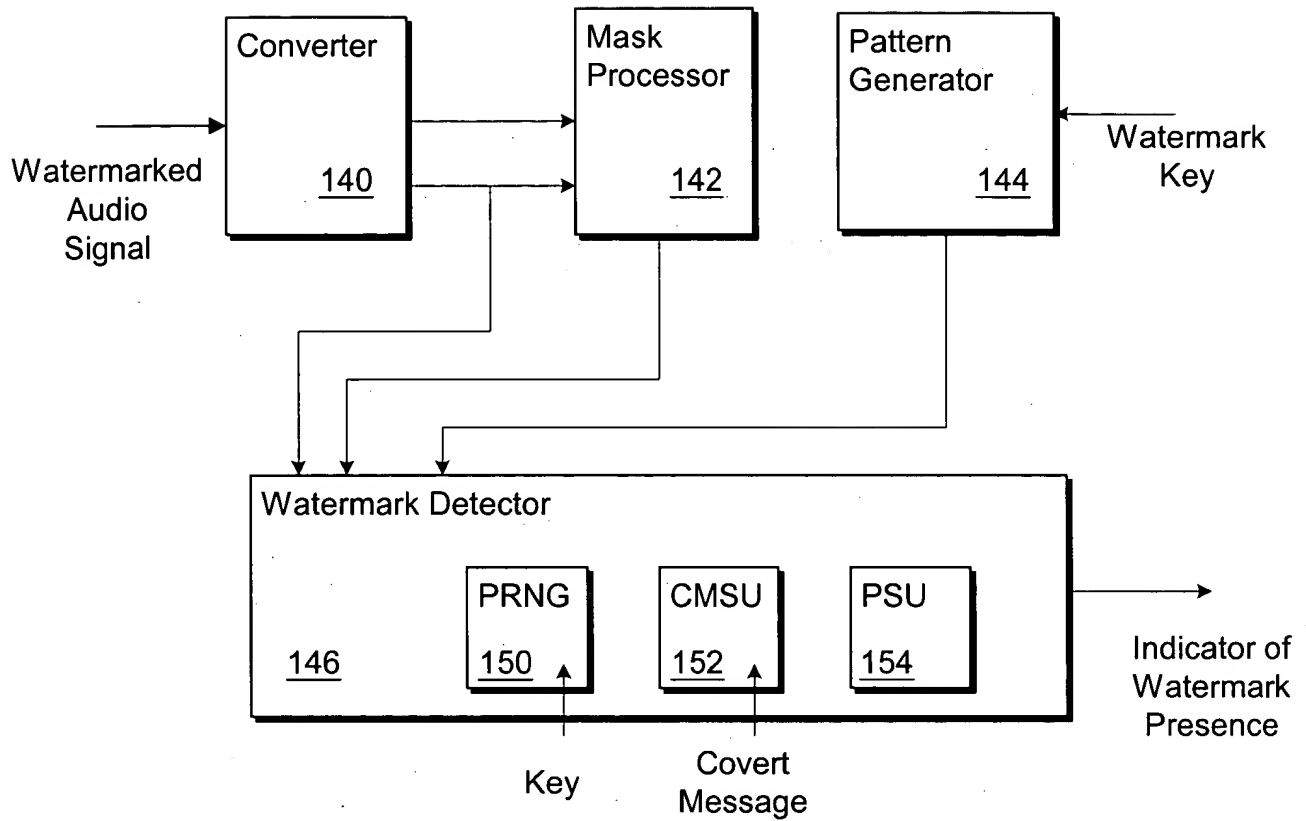 Converter
140
Mask
Processor
142
Pattern
Generator
144
Watermarked
Audio
Signal
Watermark
Key
Watermark Detector
146
PRNG
150
CMSU
152
PSU
154
Key
Covert
Message
Indicator of
Watermark
Presence